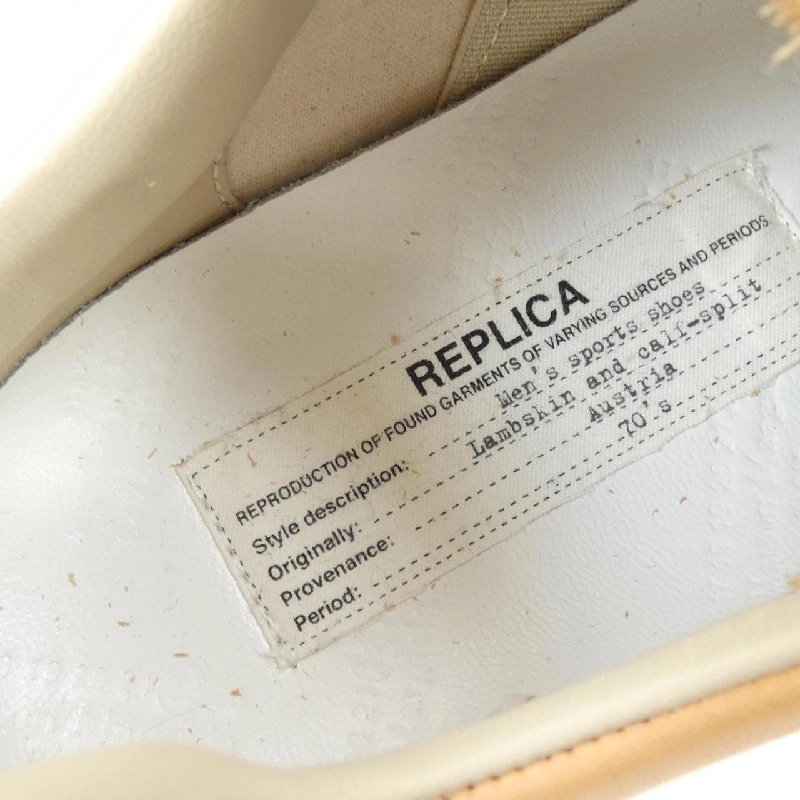 REPLICA
REPRODUCTION OF FOUND GARMENTS OF VARYING SOURCES AND PERIODS
Style description: Men's sports shoes
Originally: Lambskin and calf-split
Provenance: Austria
Period: 70's